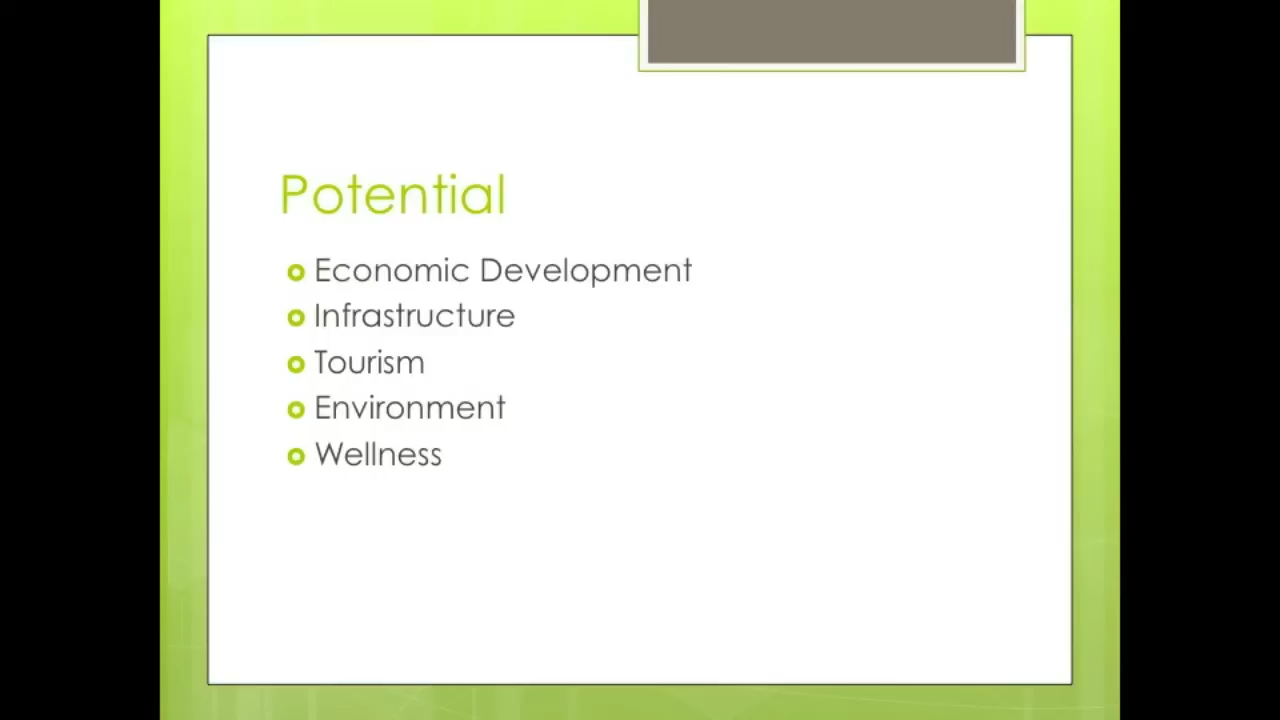 Potential
Economic Development
Infrastructure
Tourism
Environment
Wellness